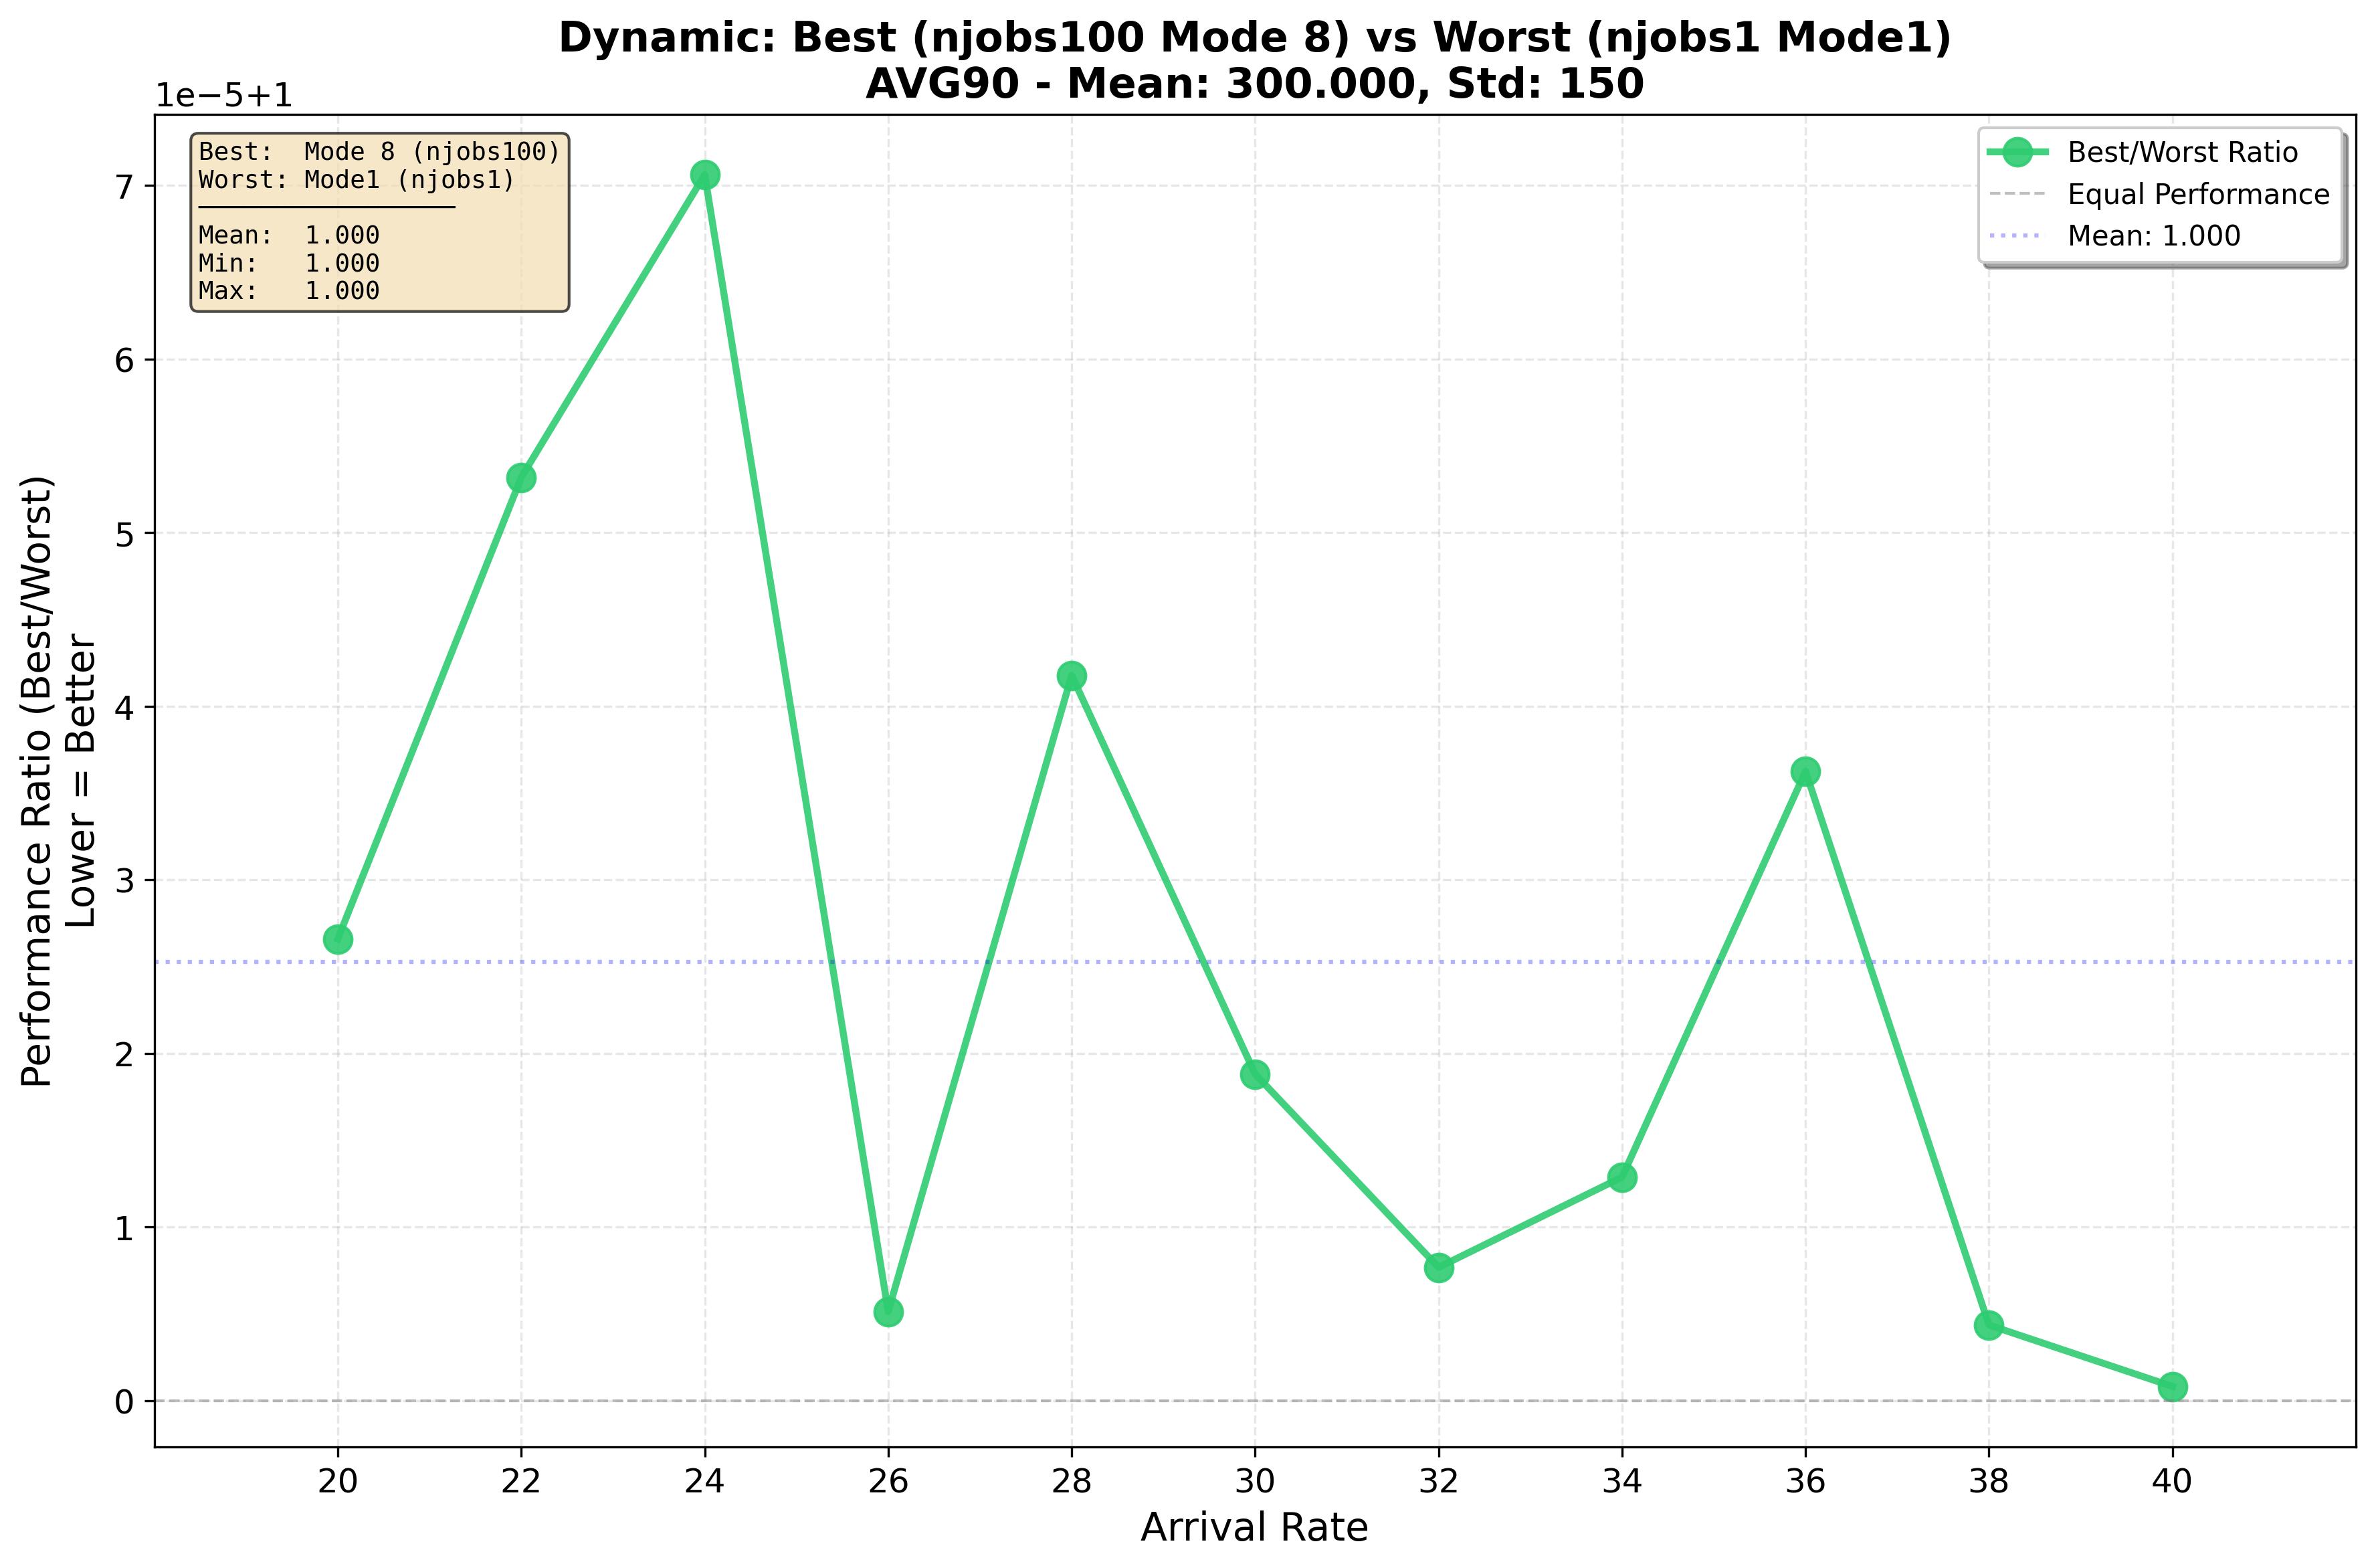 Dynamic: Best (njobs100 Mode 8) vs Worst (njobs1 Mode1)
AVG90 - Mean: 300.000, Std: 150
1e−5+1
Best:  Mode 8 (njobs100)
Worst: Mode1 (njobs1)
Mean:  1.000
Min:   1.000
Max:   1.000
Best/Worst Ratio
Equal Performance
Mean: 1.000
Performance Ratio (Best/Worst)
Lower = Better
7
6
5
4
3
2
1
0
20 22 24 26 28 30 32 34 36 38 40
Arrival Rate